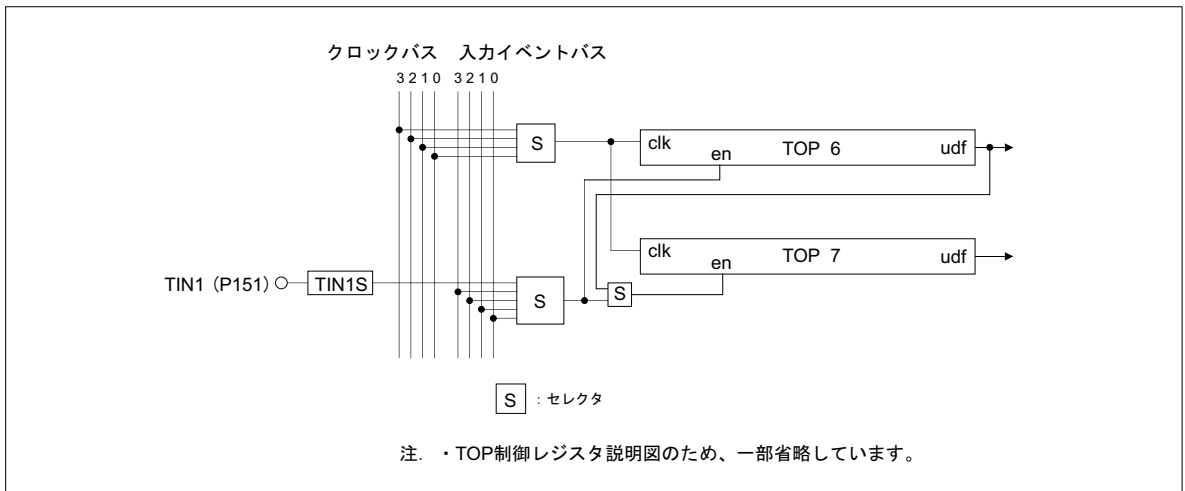 クロックバス 入力イベントバス
3 2 1 0 3 2 1 0
S
clk
en
TOP 6
udf
clk
en
TOP 7
udf
TIN1 (P151)
TIN1S
S
S
S : セレクタ
注. ・TOP制御レジスタ説明図のため、一部省略しています。